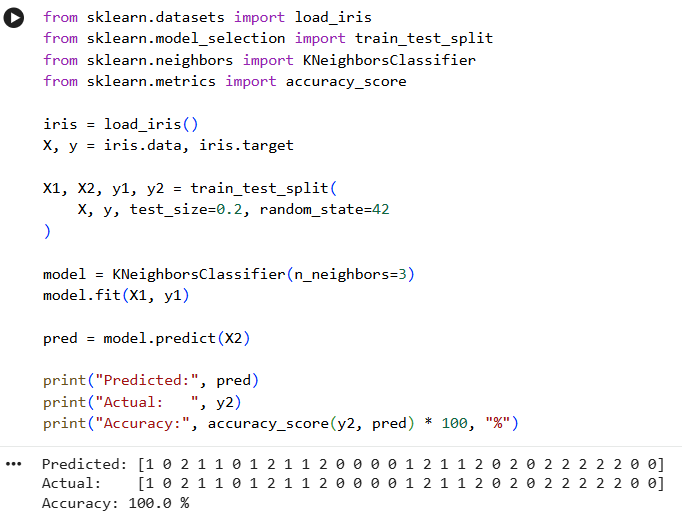 from sklearn.datasets import load_iris
from sklearn.model_selection import train_test_split
from sklearn.neighbors import KNeighborsClassifier
from sklearn.metrics import accuracy_score

iris = load_iris()
X, y = iris.data, iris.target

X1, X2, y1, y2 = train_test_split(
    X, y, test_size=0.2, random_state=42
)

model = KNeighborsClassifier(n_neighbors=3)
model.fit(X1, y1)

pred = model.predict(X2)

print("Predicted:", pred)
print("Actual:   ", y2)
print("Accuracy:", accuracy_score(y2, pred) * 100, "%")
Predicted: [1 0 2 1 1 0 1 2 1 1 2 0 0 0 0 1 2 1 1 2 0 2 0 2 2 2 2 2 0 0]
Actual:    [1 0 2 1 1 0 1 2 1 1 2 0 0 0 0 1 2 1 1 2 0 2 0 2 2 2 2 2 0 0]
Accuracy: 100.0 %